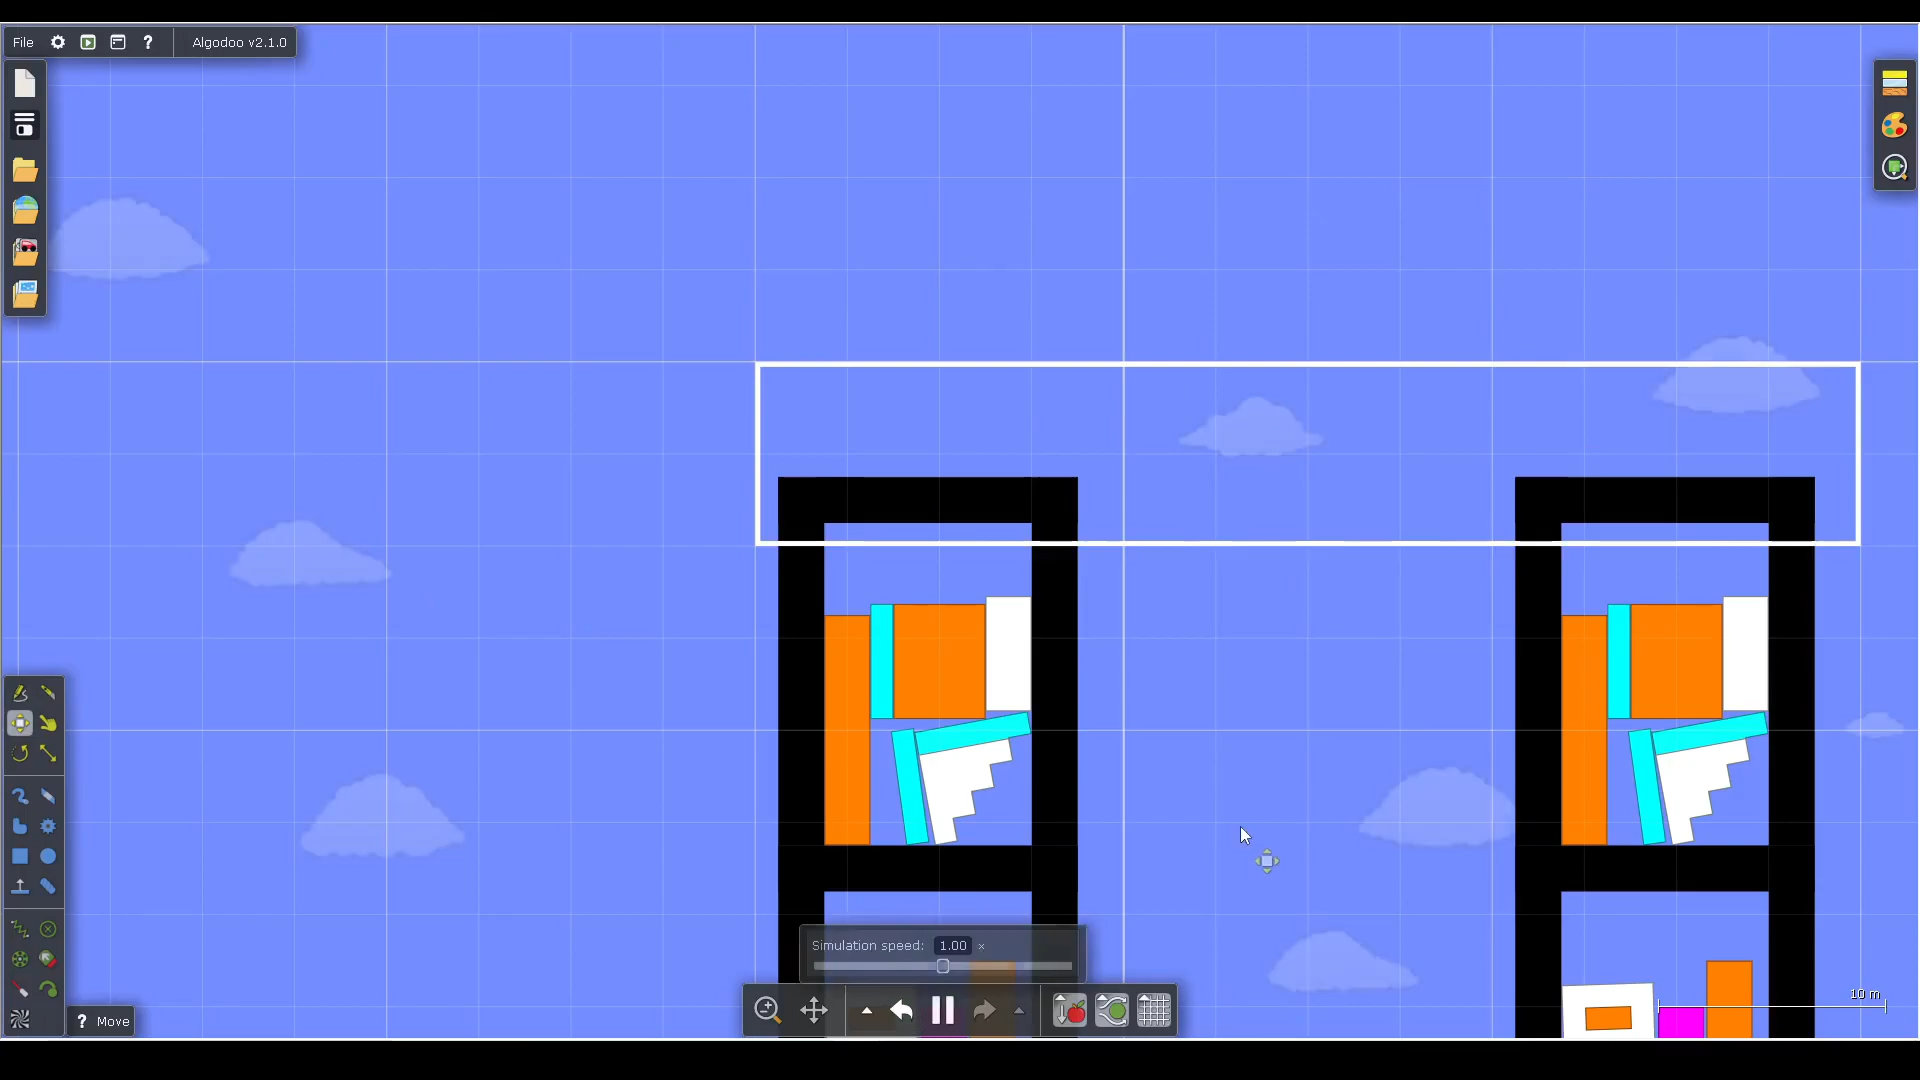 File ? Algodoo v2.1.0
Simulation speed: 1.00 ×
10 m
? Move